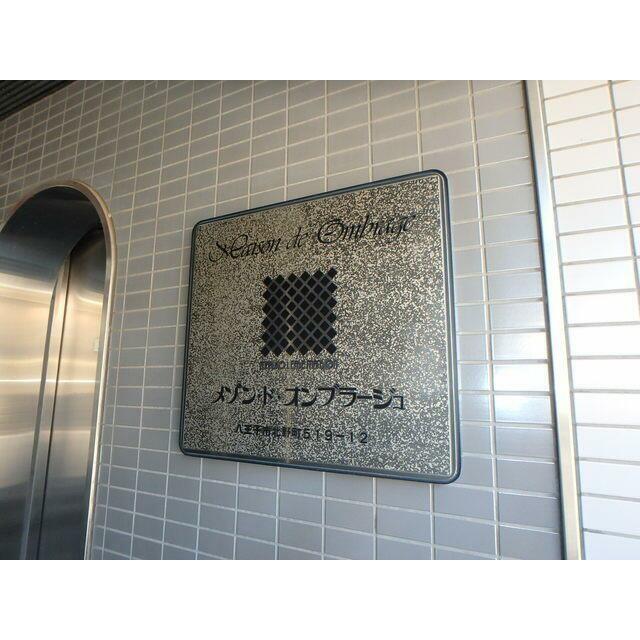 Maison de Ombrage
メゾン・ド・オンブラージュ
八王子市北野町519-12